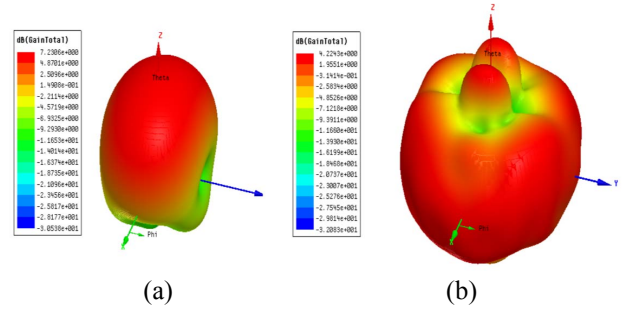 dB(GainTotal)
7.2306e+000
4.8701e+000
2.5096e+000
1.4908e-001
-2.2114e+000
-4.5719e+000
-6.9325e+000
-9.2930e+000
-1.1653e+001
-1.4014e+001
-1.6374e+001
-1.8735e+001
-2.1096e+001
-2.3456e+001
-2.5817e+001
-2.8177e+001
-3.0538e+001
Z
Theta
Phi
X
(a)
dB(GainTotal)
4.2243e+000
1.9551e+000
-3.1414e-001
-2.5834e+000
-4.8526e+000
-7.1218e+000
-9.3911e+000
-1.1660e+001
-1.3930e+001
-1.6199e+001
-1.8468e+001
-2.0737e+001
-2.3007e+001
-2.5276e+001
-2.7545e+001
-2.9814e+001
-3.2083e+001
Z
Theta
Y
Phi
X
(b)